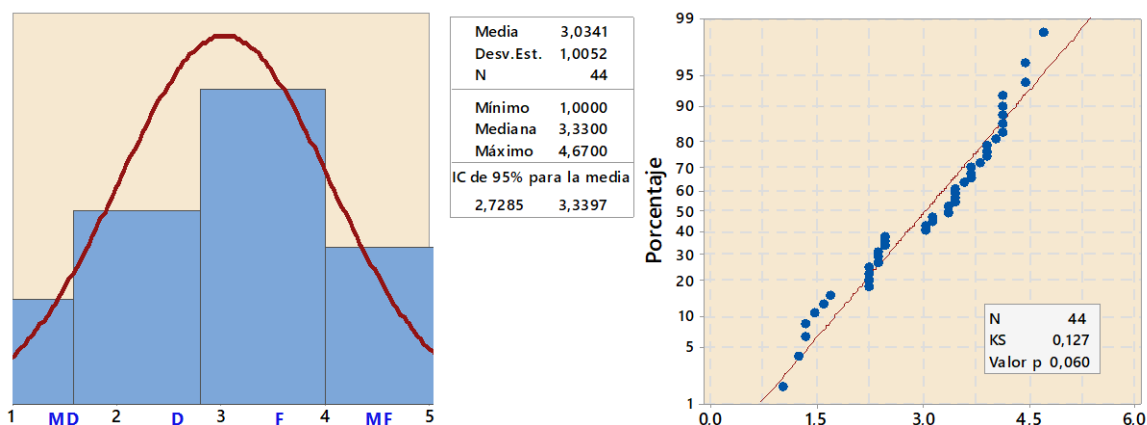 Media 3,0341
Desv.Est. 1,0052
N 44
Mínimo 1,0000
Mediana 3,3300
Máximo 4,6700
IC de 95% para la media
2,7285 3,3397
1 MD 2 D 3 F 4 MF 5
Porcentaje
99
95
90
80
70
60
50
40
30
20
10
5
1
N 44
KS 0,127
Valor p 0,060
0.0 1.5 3.0 4.5 6.0